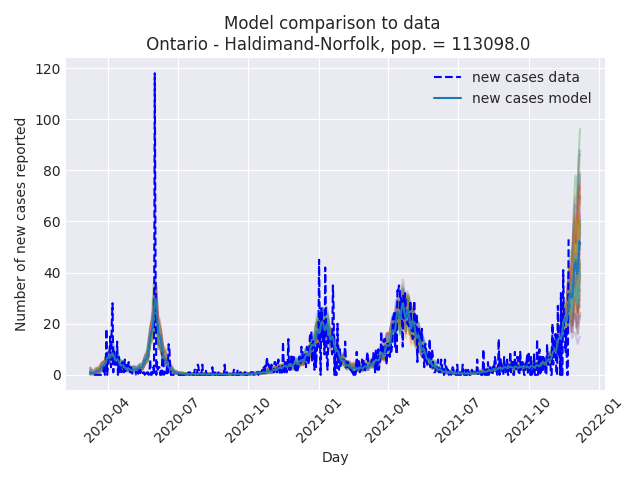 Model comparison to data
Ontario - Haldimand-Norfolk, pop. = 113098.0
new cases data
new cases model
Number of new cases reported
120
100
80
60
40
20
0
2020-04
2020-07
2020-10
2021-01
2021-04
2021-07
2021-10
2022-01
Day